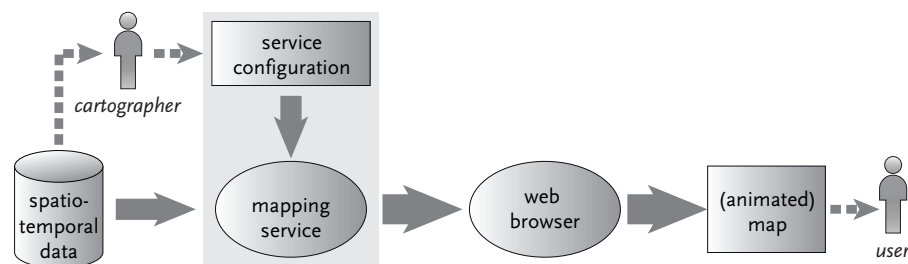 service
configuration
cartographer
spatio-
temporal
data
mapping
service
web
browser
(animated)
map
user